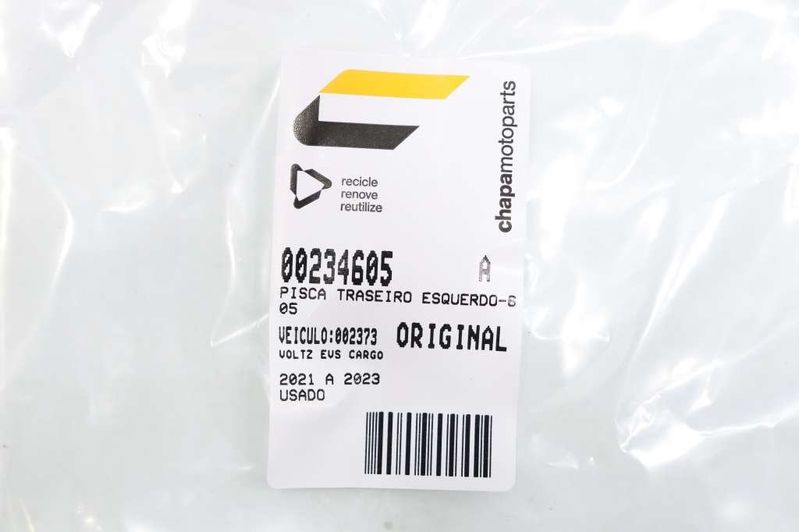 chapamotoparts
recicle
renove
reutilize
00234605 A
PISCA TRASEIRO ESQUERDO-6
05
VEICULO:002373 ORIGINAL
VOLTZ EVS CARGO
2021 A 2023
USADO